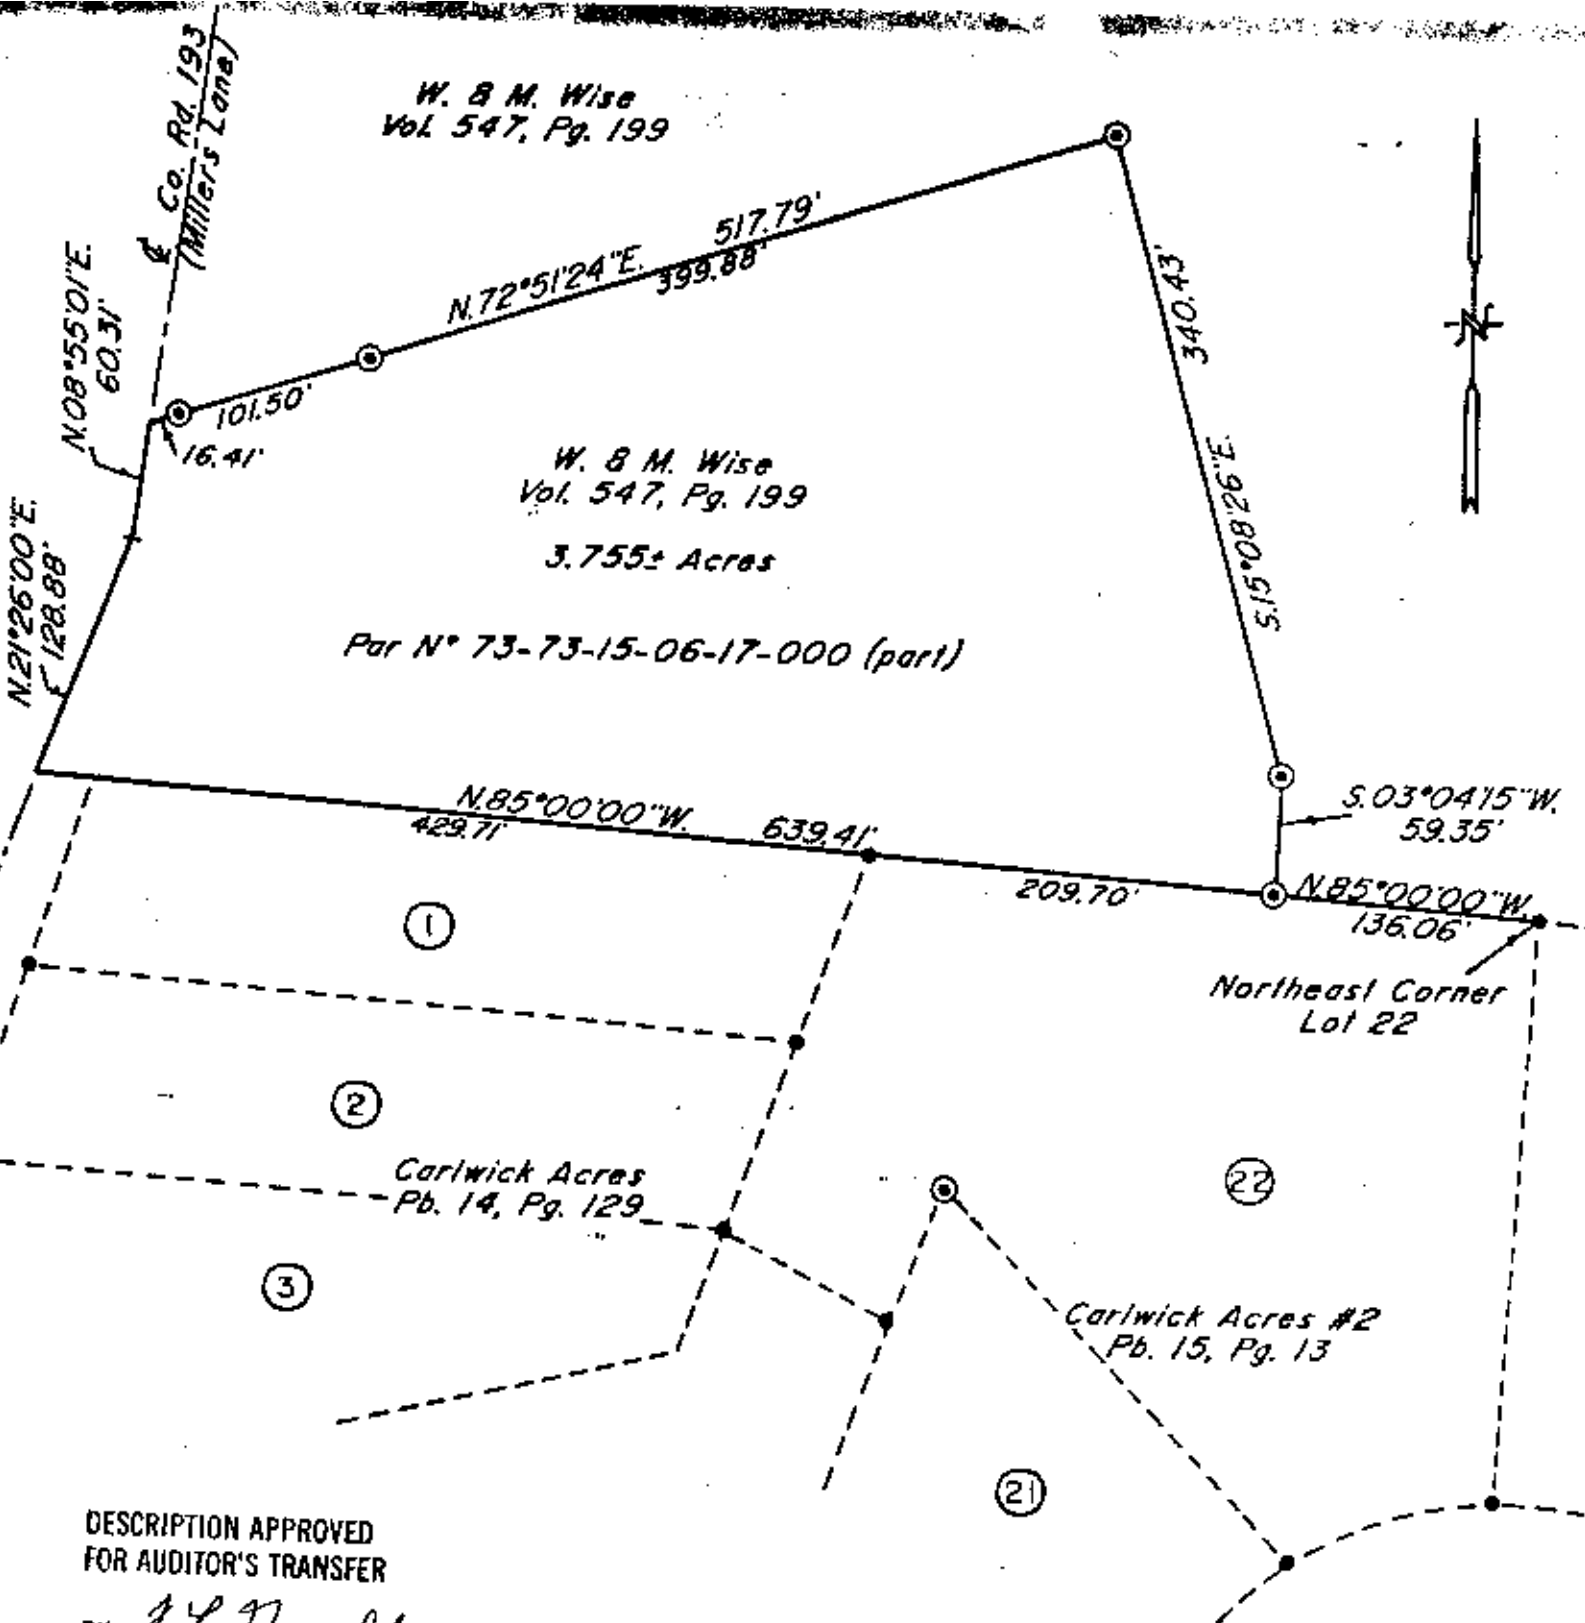 W. & M. Wise
Vol. 547, Pg. 199
℄ Co. Rd. 193
(Millers Lane)
517.79'
N.72°51'24"E.
399.88'
N.08°55'01"E.
60.31'
101.50'
16.41'
340.43'
S.15°08'26"E.
N
W. & M. Wise
Vol. 547, Pg. 199
3.755± Acres
Par Nº 73-73-15-06-17-000 (part)
N.21°26'00"E.
128.88'
N.85°00'00"W.
639.41'
429.71'
209.70'
S.03°04'15"W.
59.35'
N.85°00'00"W.
136.06'
Northeast Corner
Lot 22
1
2
Carlwick Acres
Pb. 14, Pg. 129
22
3
Carlwick Acres #2
Pb. 15, Pg. 13
21
DESCRIPTION APPROVED
FOR AUDITOR'S TRANSFER